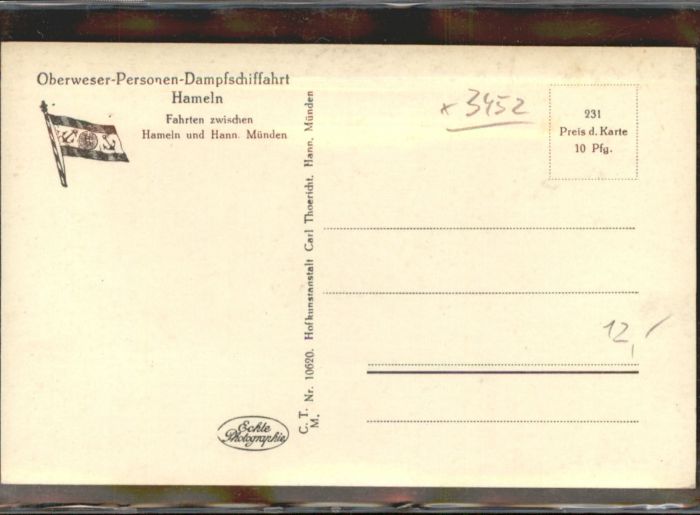 Oberweser-Personen-Dampfschiffahrt
Hameln
Fahrten zwischen
Hameln und Hann. Münden
C. T. Nr. 10620. Hofkunstanstalt Carl Thoericht, Hann. Münden
M.
x 3452
231
Preis d. Karte
10 Pfg.
12,
Echte
Photographie